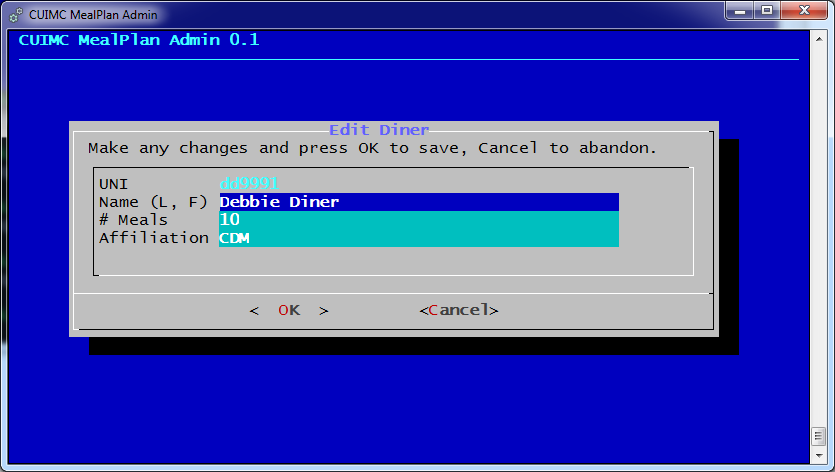 CUIMC MealPlan Admin
CUIMC MealPlan Admin 0.1
Edit Diner
Make any changes and press OK to save, Cancel to abandon.
UNI dd9991
Name (L, F) Debbie Diner
# Meals 10
Affiliation CDM
< OK > <Cancel>